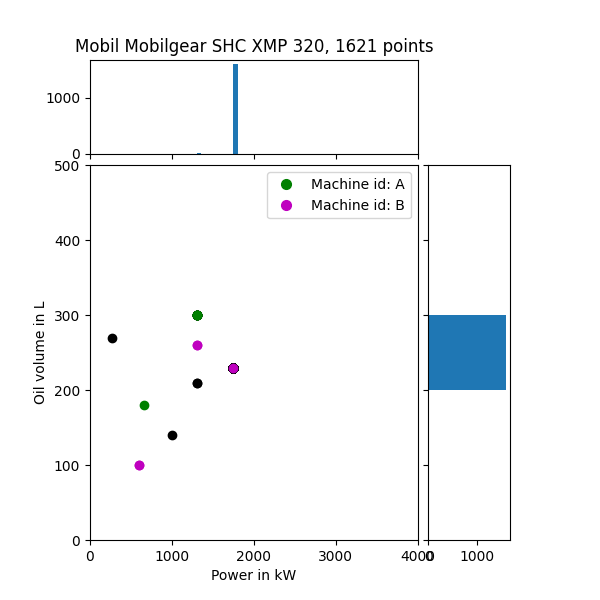 Mobil Mobilgear SHC XMP 320, 1621 points
1000
0
500
400
300
200
100
0
Oil volume in L
Machine id: A
Machine id: B
0 1000 2000 3000 4000
0 1000
Power in kW